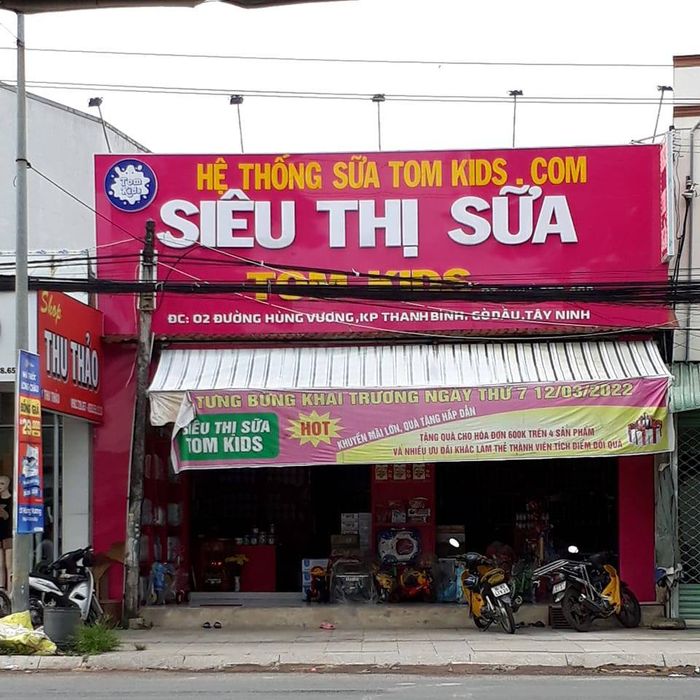 Tom
Kids
HỆ THỐNG SỮA TOM KIDS . COM
SIÊU THỊ SỮA
TOM KIDS
ĐC: 02 ĐƯỜNG HÙNG VƯƠNG ,KP THANH BÌNH, GÒ DẦU ,TÂY NINH
TƯNG BỪNG KHAI TRƯƠNG NGÀY THỨ 7 12/03/2022
SIÊU THỊ SỮA
TOM KIDS
HOT
KHUYẾN MÃI LỚN, QUÀ TẶNG HẤP DẪN
TẶNG QUÀ CHO HÓA ĐƠN 600K TRÊN 4 SẢN PHẨM
VÀ NHIỀU ƯU ĐÃI KHÁC LÀM THẺ THÀNH VIÊN TÍCH ĐIỂM ĐỔI QUÀ
Shop
THU THẢO